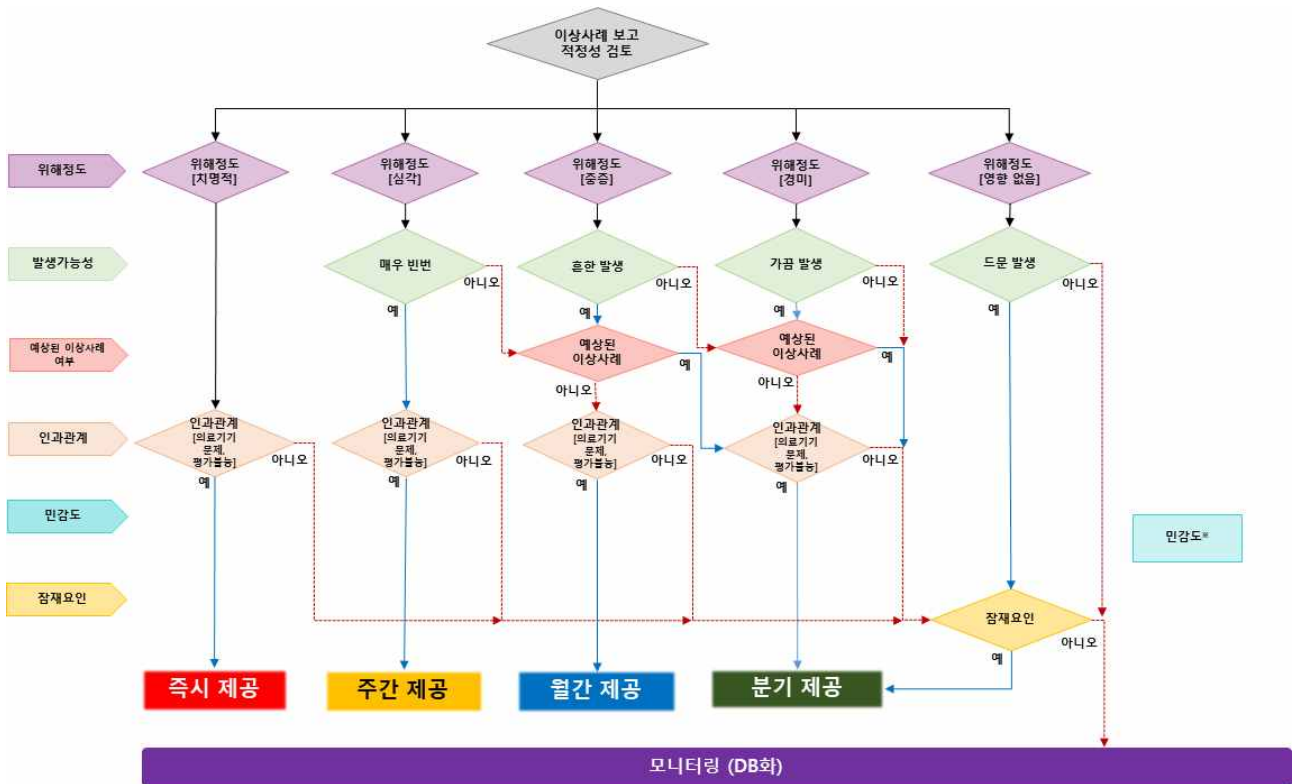 이상사례 보고
적정성 검토
위해정도
위해정도
[치명적]
위해정도
[심각]
위해정도
[중증]
위해정도
[경미]
위해정도
[영향 없음]
발생가능성
매우 빈번
아니오
예
흔한 발생
아니오
예
가끔 발생
아니오
예
드문 발생
아니오
예
예상된 이상사례
여부
예상된
이상사례
예
아니오
예상된
이상사례
예
아니오
인과관계
인과관계
[의료기기
문제,
평가불능]
아니오
예
인과관계
[의료기기
문제,
평가불능]
아니오
예
인과관계
[의료기기
문제,
평가불능]
아니오
예
인과관계
[의료기기
문제,
평가불능]
아니오
예
민감도
민감도※
잠재요인
잠재요인
아니오
예
즉시 제공
주간 제공
월간 제공
분기 제공
모니터링 (DB화)